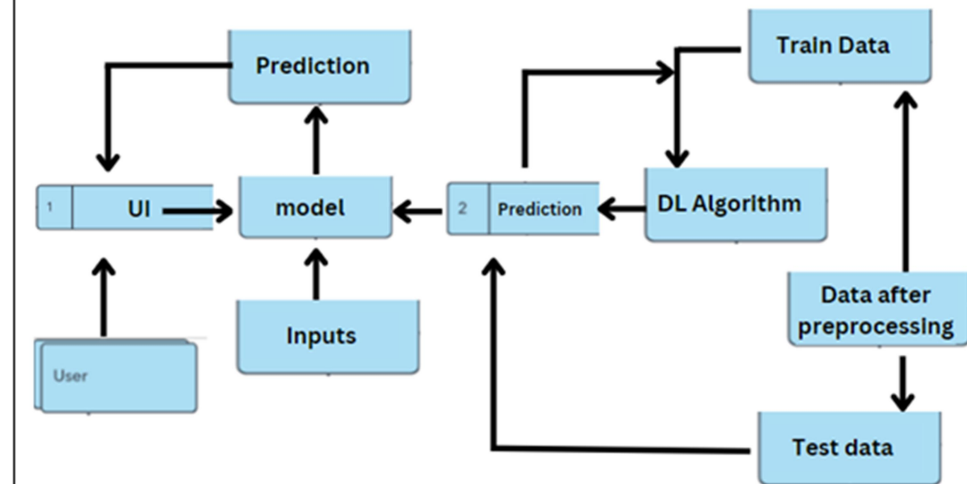 Train Data
Prediction
1
UI
model
2
Prediction
DL Algorithm
Data after
preprocessing
Inputs
User
Test data